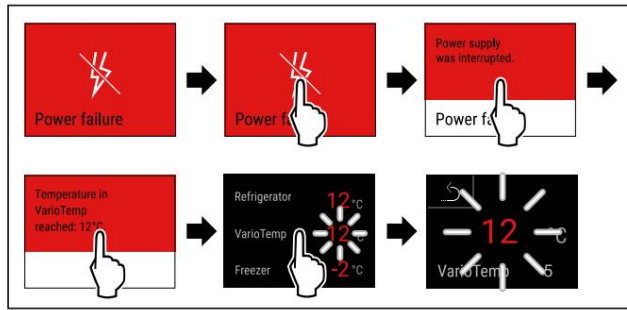 Power failure
Power f
Power supply
was interrupted.
Power fa
Temperature in
VarioTemp
reached: 12°C
Refrigerator 12°C
VarioTemp 12°C
Freezer -2°C
12 °C
VarioTemp 5